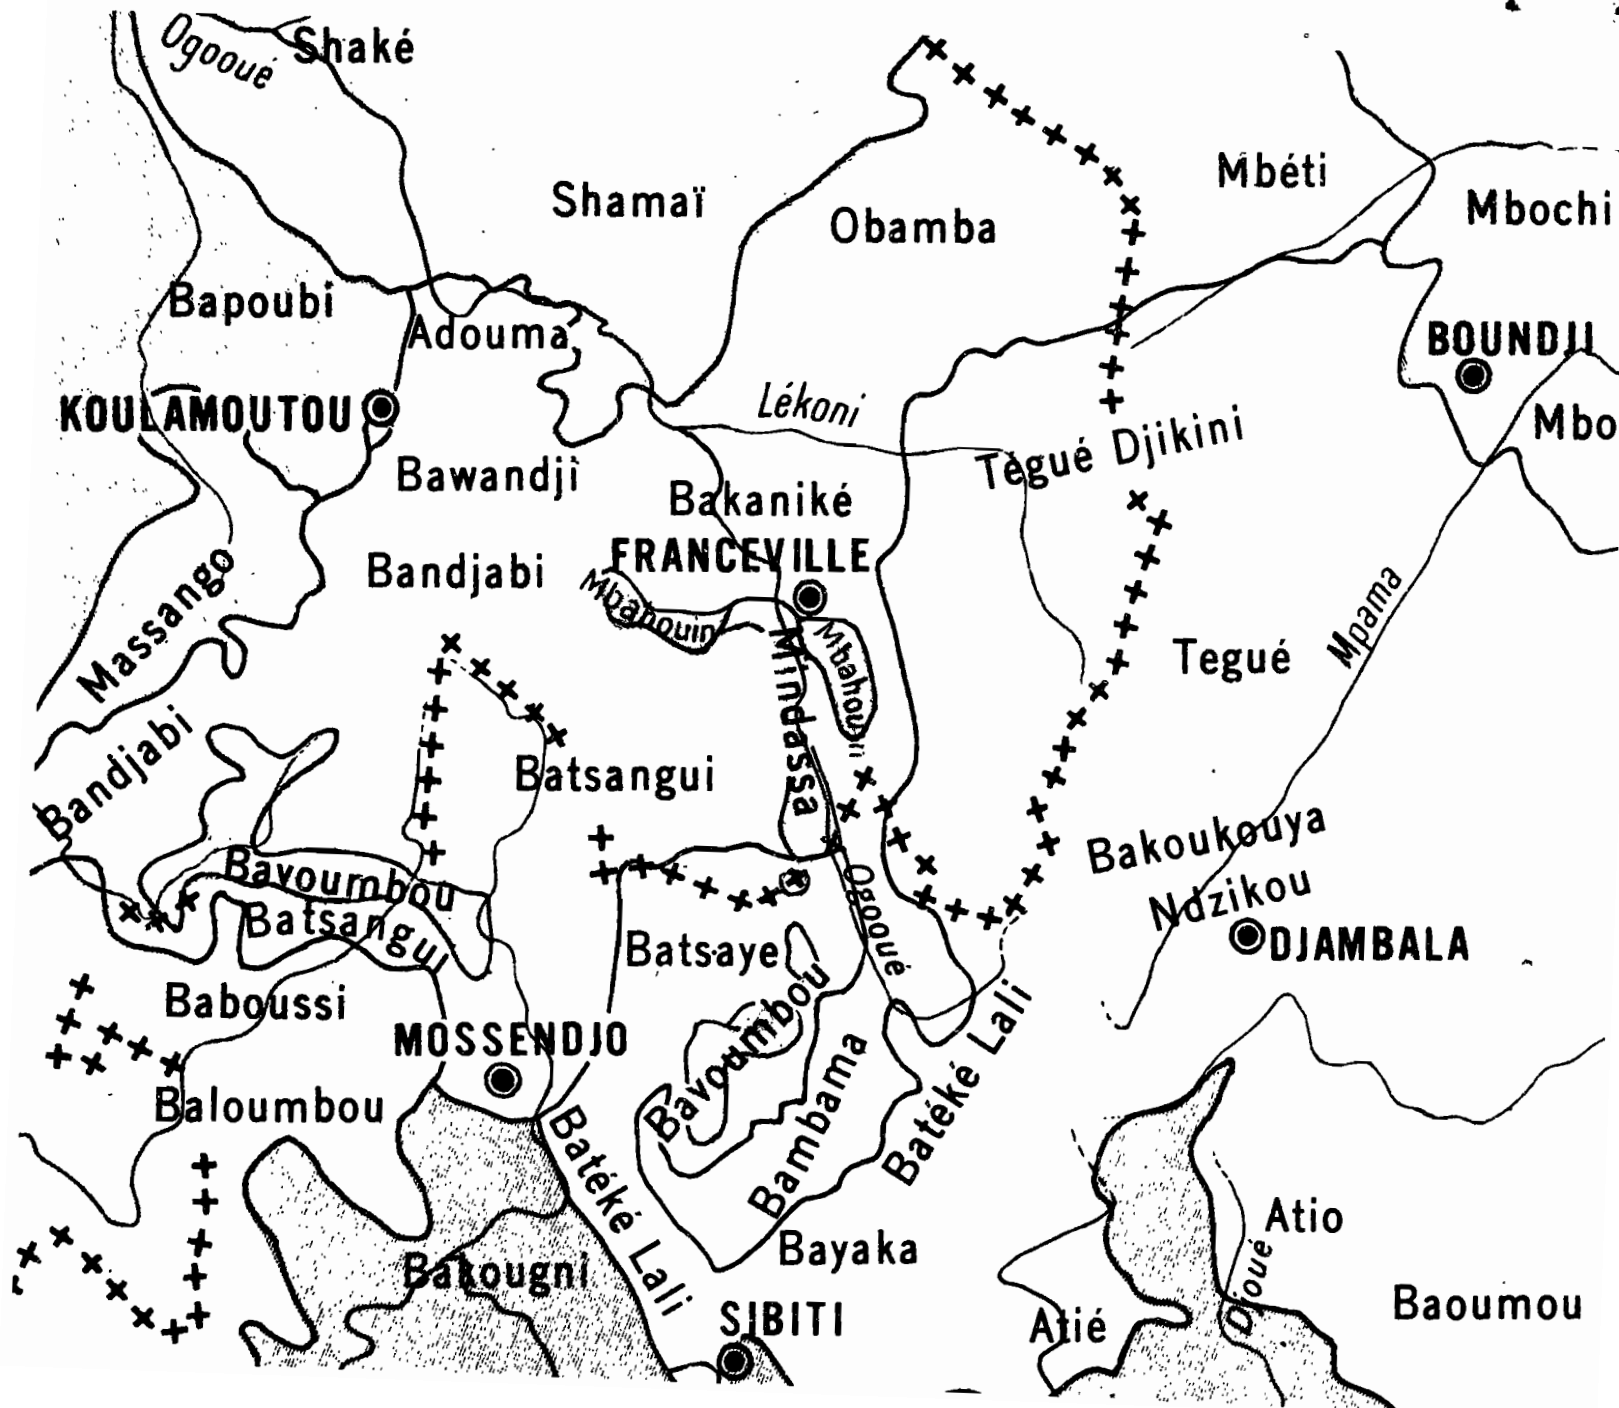 Ogooué
Shaké
Shamaï
Obamba
Mbéti
Mbochi
Bapoubi
Adouma
BOUNDJI
KOULAMOUTOU
Lékoni
Mbo
Tégué Djikini
Bawandji
Bakaniké
FRANCEVILLE
Bandjabi
Mbahouin
Mbahouin
Mindassa
Massango
Tegué
Mpama
Bandjabi
Batsangui
Bakoukouya
Ndzikou
DJAMBALA
Bavoumbou
Batsangui
Ogooué
Batsaye
Baboussi
MOSSENDJO
Bavoumbou
Bambama
Batéké Lali
Baloumbou
Batéké Lali
Bayaka
Bakougni
SIBITI
Atio
Djoué
Atié
Baoumou